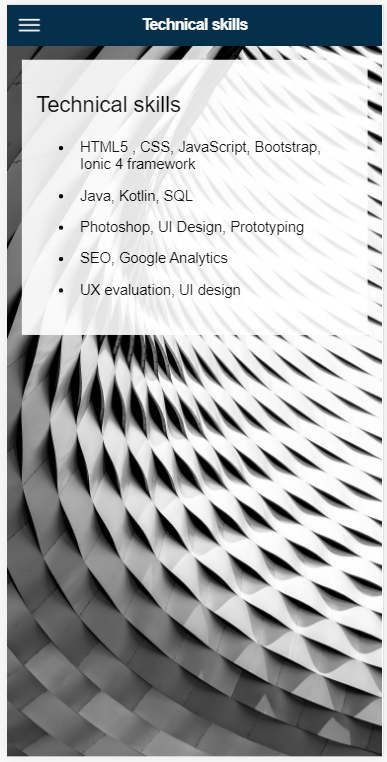 Technical skills
Technical skills
• HTML5 , CSS, JavaScript, Bootstrap,
Ionic 4 framework
• Java, Kotlin, SQL
• Photoshop, UI Design, Prototyping
• SEO, Google Analytics
• UX evaluation, UI design